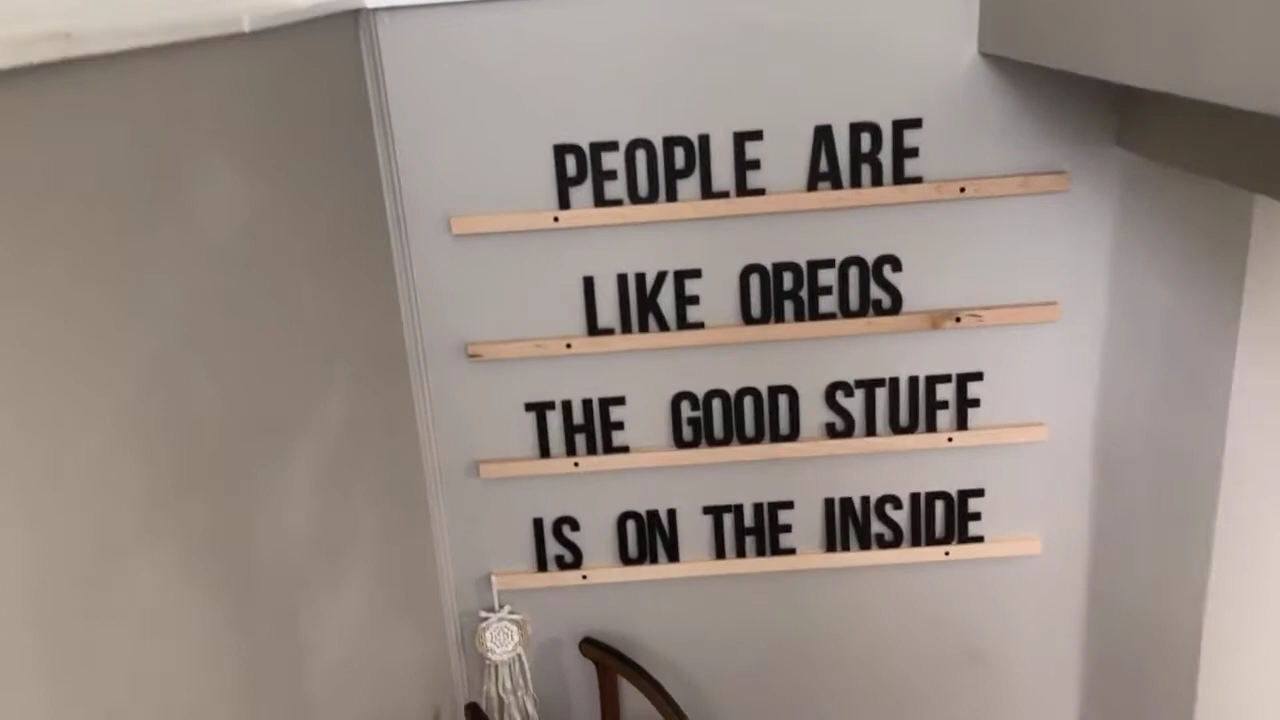 PEOPLE ARE
LIKE OREOS
THE GOOD STUFF
IS ON THE INSIDE